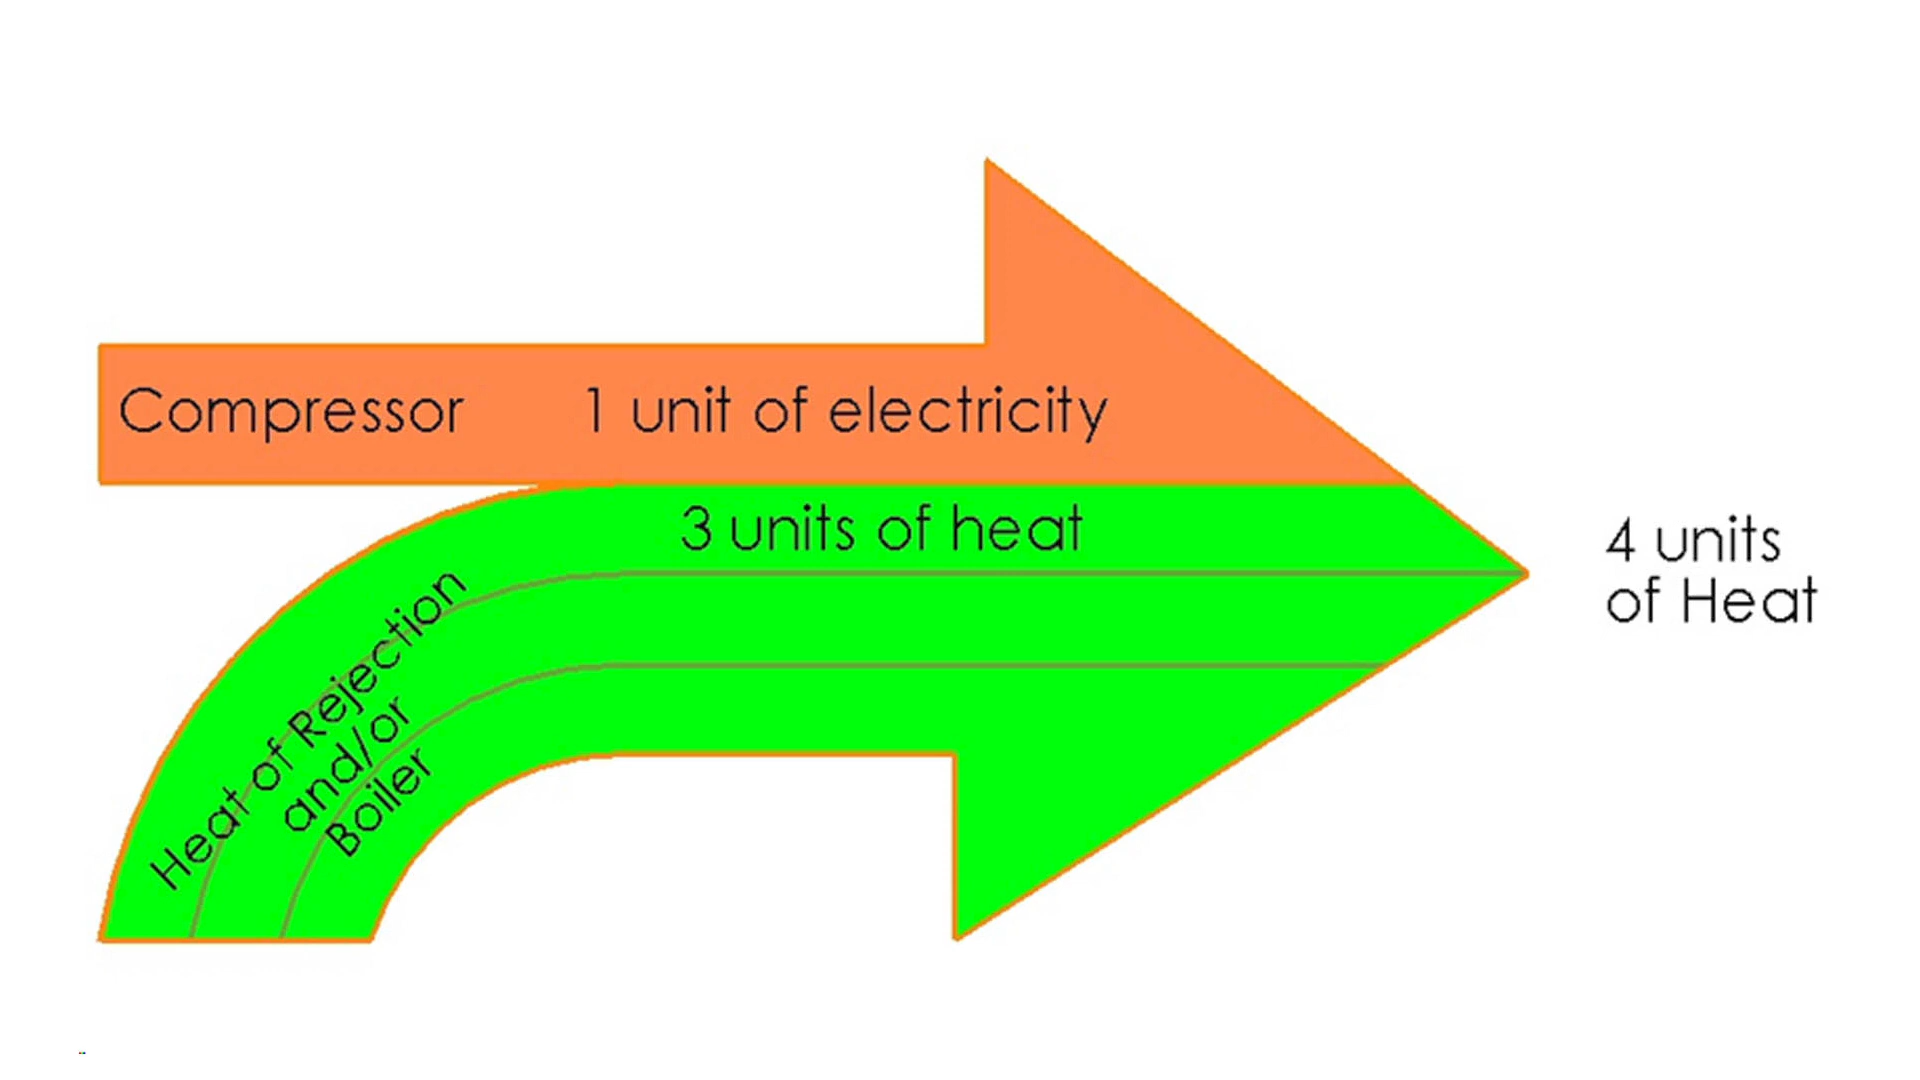 Compressor 1 unit of electricity
3 units of heat
Heat of Rejection
and/or
Boiler
4 units
of Heat